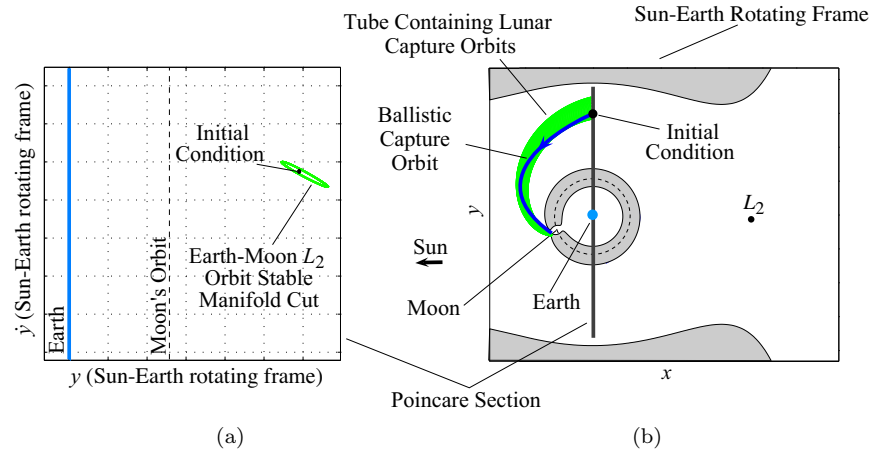 Tube Containing Lunar
Capture Orbits
Sun-Earth Rotating Frame
Initial
Condition
Earth-Moon L2
Orbit Stable
Manifold Cut
Earth
Moon's Orbit
ẏ (Sun-Earth rotating frame)
y (Sun-Earth rotating frame)
Ballistic
Capture
Orbit
Initial
Condition
y
L2
Sun
Moon
Earth
x
Poincare Section
(a)
(b)